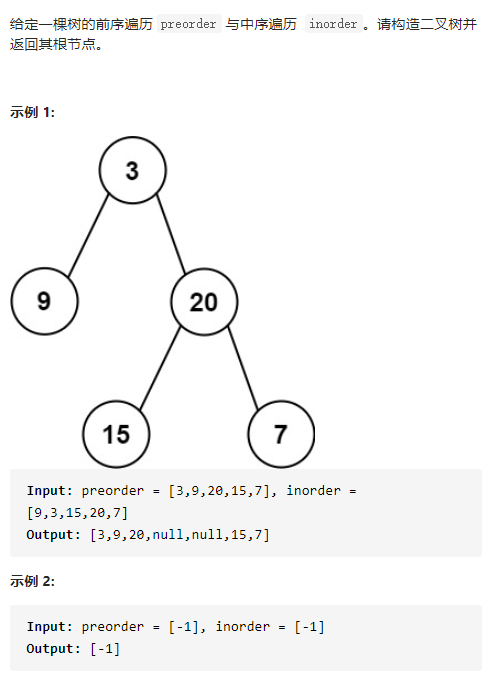 给定一棵树的前序遍历 preorder 与中序遍历 inorder。请构造二叉树并
返回其根节点。
示例 1:
3
9
20
15
7
Input: preorder = [3,9,20,15,7], inorder =
[9,3,15,20,7]
Output: [3,9,20,null,null,15,7]
示例 2:
Input: preorder = [-1], inorder = [-1]
Output: [-1]